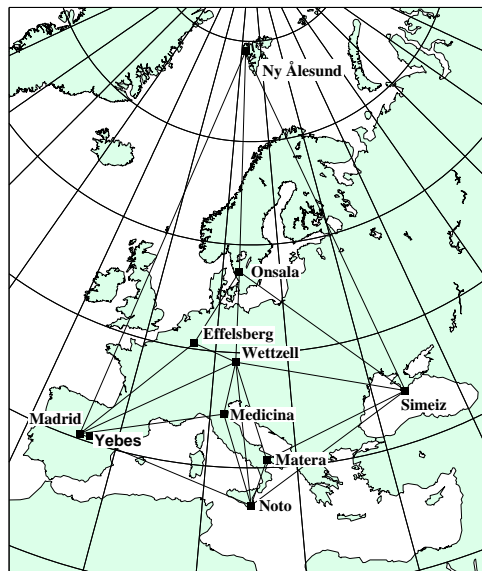 Ny Ålesund
Onsala
Effelsberg
Wettzell
Simeiz
Medicina
Madrid
Yebes
Matera
Noto